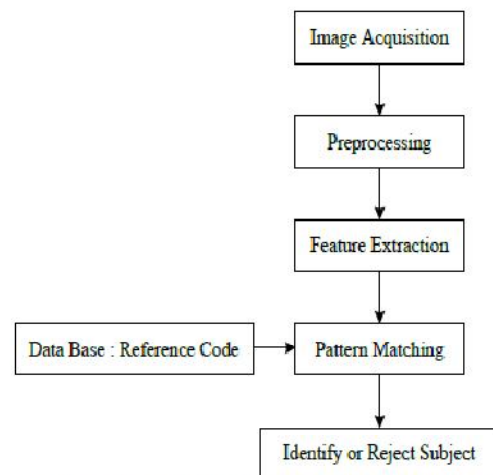 Image Acquisition
Preprocessing
Feature Extraction
Data Base : Reference Code
Pattern Matching
Identify or Reject Subject